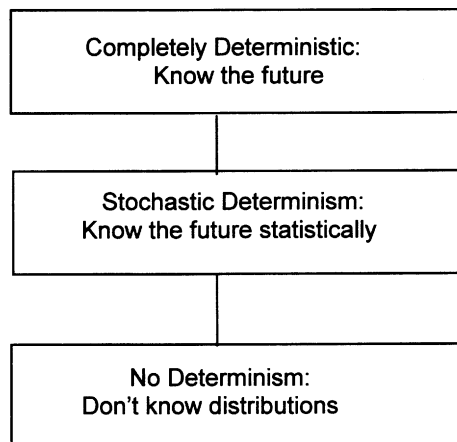 Completely Deterministic:
Know the future
Stochastic Determinism:
Know the future statistically
No Determinism:
Don't know distributions